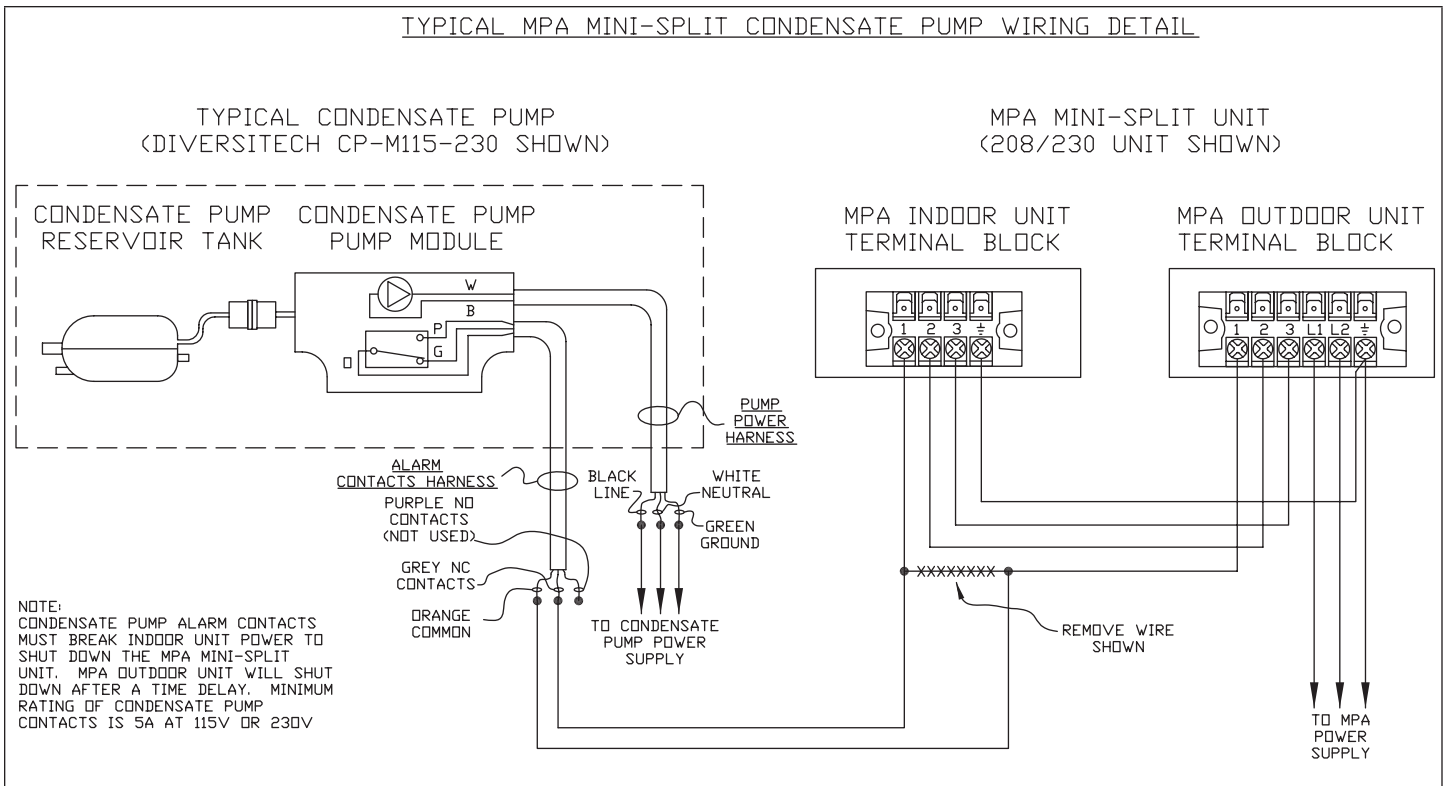 TYPICAL MPA MINI-SPLIT CONDENSATE PUMP WIRING DETAIL
TYPICAL CONDENSATE PUMP
(DIVERSITECH CP-M115-230 SHOWN)
MPA MINI-SPLIT UNIT
(208/230 UNIT SHOWN)
CONDENSATE PUMP
RESERVOIR TANK
CONDENSATE PUMP
PUMP MODULE
MPA INDOOR UNIT
TERMINAL BLOCK
MPA OUTDOOR UNIT
TERMINAL BLOCK
W
B
P
G
O
1 2 3
1 2 3 L1 L2
PUMP
POWER
HARNESS
ALARM
CONTACTS HARNESS
BLACK
LINE
WHITE
NEUTRAL
PURPLE NO
CONTACTS
(NOT USED)
GREEN
GROUND
GREY NC
CONTACTS
ORANGE
COMMON
TO CONDENSATE
PUMP POWER
SUPPLY
REMOVE WIRE
SHOWN
NOTE:
CONDENSATE PUMP ALARM CONTACTS
MUST BREAK INDOOR UNIT POWER TO
SHUT DOWN THE MPA MINI-SPLIT
UNIT. MPA OUTDOOR UNIT WILL SHUT
DOWN AFTER A TIME DELAY. MINIMUM
RATING OF CONDENSATE PUMP
CONTACTS IS 5A AT 115V OR 230V
TO MPA
POWER
SUPPLY